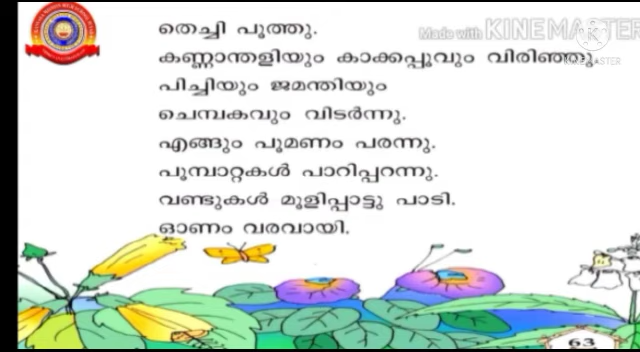 Made with KINEMASTER
KINEMASTER
തെച്ചി പൂത്തു.
കണ്ണാന്തളിയും കാക്കപ്പൂവും വിരിഞ്ഞു.
പിച്ചിയും ജമന്തിയും
ചെമ്പകവും വിടർന്നു.
എങ്ങും പൂമണം പരന്നു.
പൂമ്പാറ്റകൾ പാറിപ്പറന്നു.
വണ്ടുകൾ മൂളിപ്പാട്ടു പാടി.
ഓണം വരവായി.
63